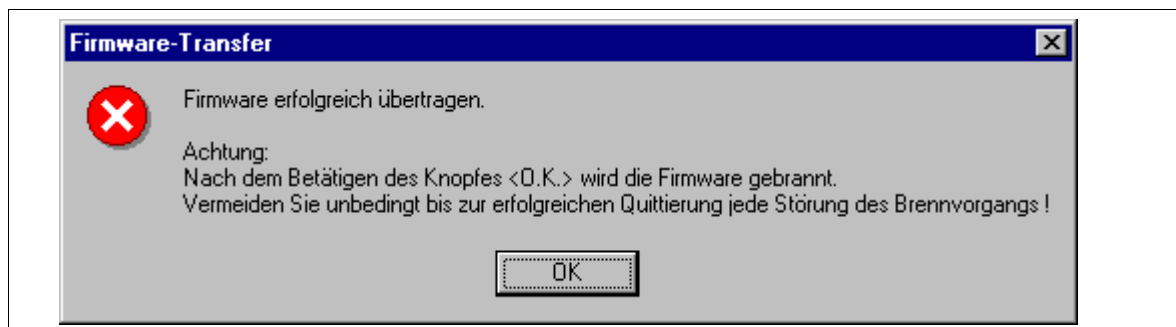 Firmware-Transfer
Firmware erfolgreich übertragen.
Achtung:
Nach dem Betätigen des Knopfes <O.K.> wird die Firmware gebrannt.
Vermeiden Sie unbedingt bis zur erfolgreichen Quittierung jede Störung des Brennvorgangs !
OK